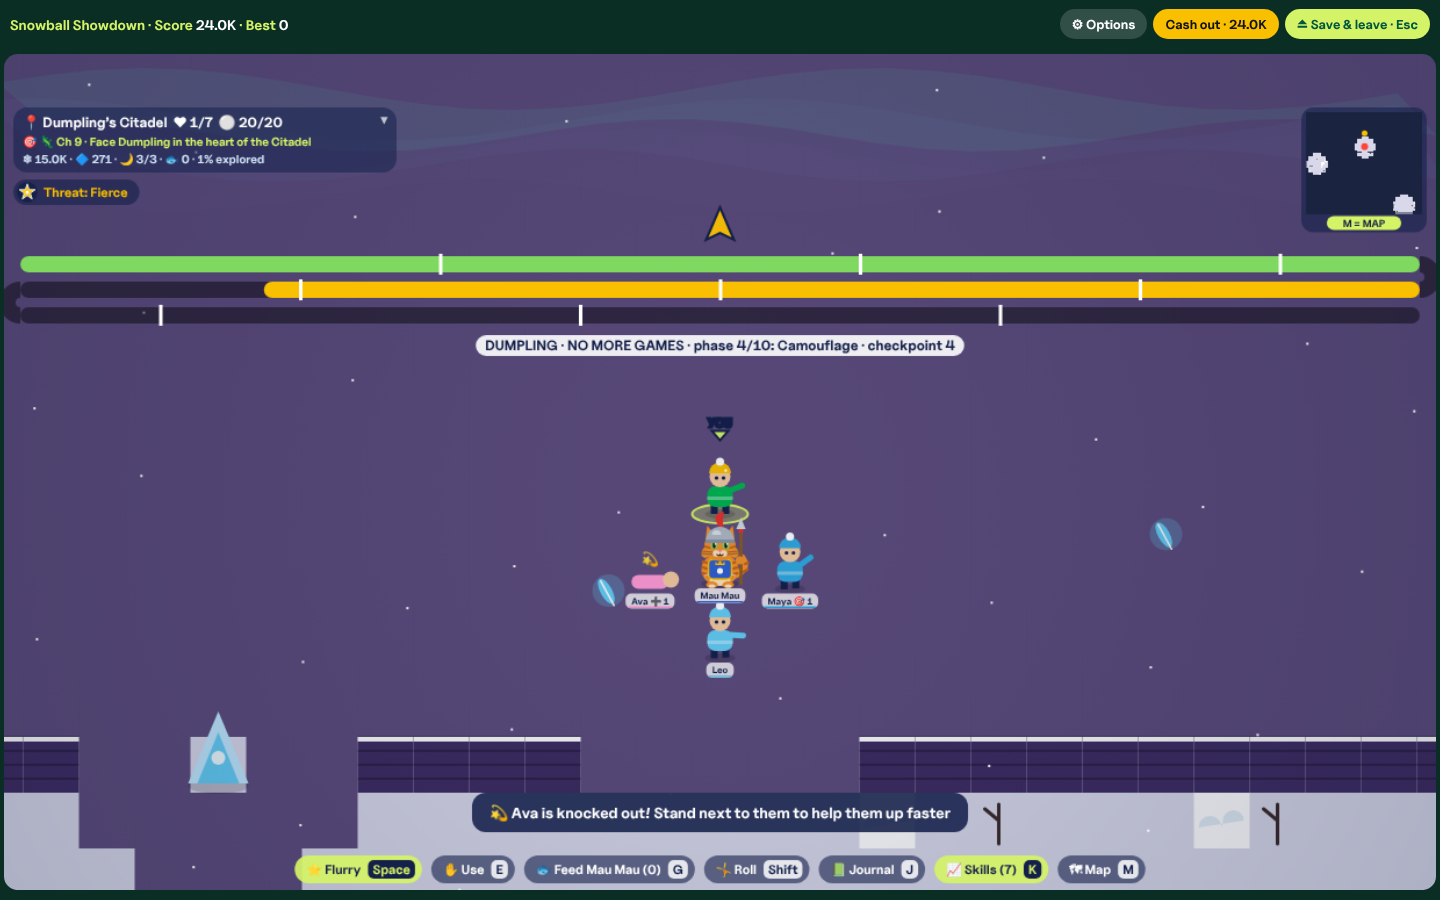 Snowball Showdown · Score 24.0K · Best 0
Options
Cash out · 24.0K
Save & leave · Esc
Dumpling's Citadel 1/7 20/20
Ch 9 · Face Dumpling in the heart of the Citadel
15.0K · 271 · 3/3 · 0 · 1% explored
Threat: Fierce
M = MAP
DUMPLING · NO MORE GAMES · phase 4/10: Camouflage · checkpoint 4
Ava 1
Mau Mau
Maya 1
Leo
Ava is knocked out! Stand next to them to help them up faster
Flurry Space
Use E
Feed Mau Mau (0) G
Roll Shift
Journal J
Skills (7) K
Map M